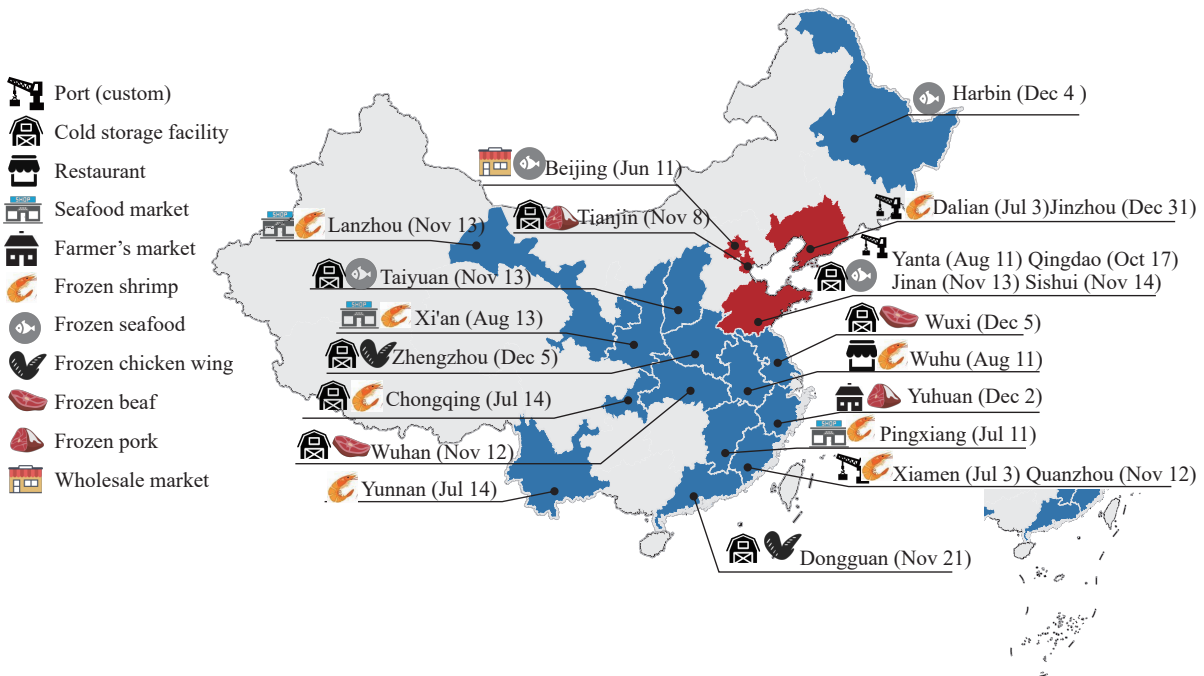 Port (custom)
Cold storage facility
Restaurant
Seafood market
Farmer's market
Frozen shrimp
Frozen seafood
Frozen chicken wing
Frozen beaf
Frozen pork
Wholesale market
Harbin (Dec 4 )
Beijing (Jun 11)
SHOP
Lanzhou (Nov 13)
Tianjin (Nov 8)
Dalian (Jul 3)Jinzhou (Dec 31)
Taiyuan (Nov 13)
Yanta (Aug 11) Qingdao (Oct 17)
Jinan (Nov 13) Sishui (Nov 14)
SHOP
Xi'an (Aug 13)
Wuxi (Dec 5)
Zhengzhou (Dec 5)
Wuhu (Aug 11)
Chongqing (Jul 14)
Yuhuan (Dec 2)
SHOP
Pingxiang (Jul 11)
Wuhan (Nov 12)
Xiamen (Jul 3) Quanzhou (Nov 12)
Yunnan (Jul 14)
Dongguan (Nov 21)
SHOP